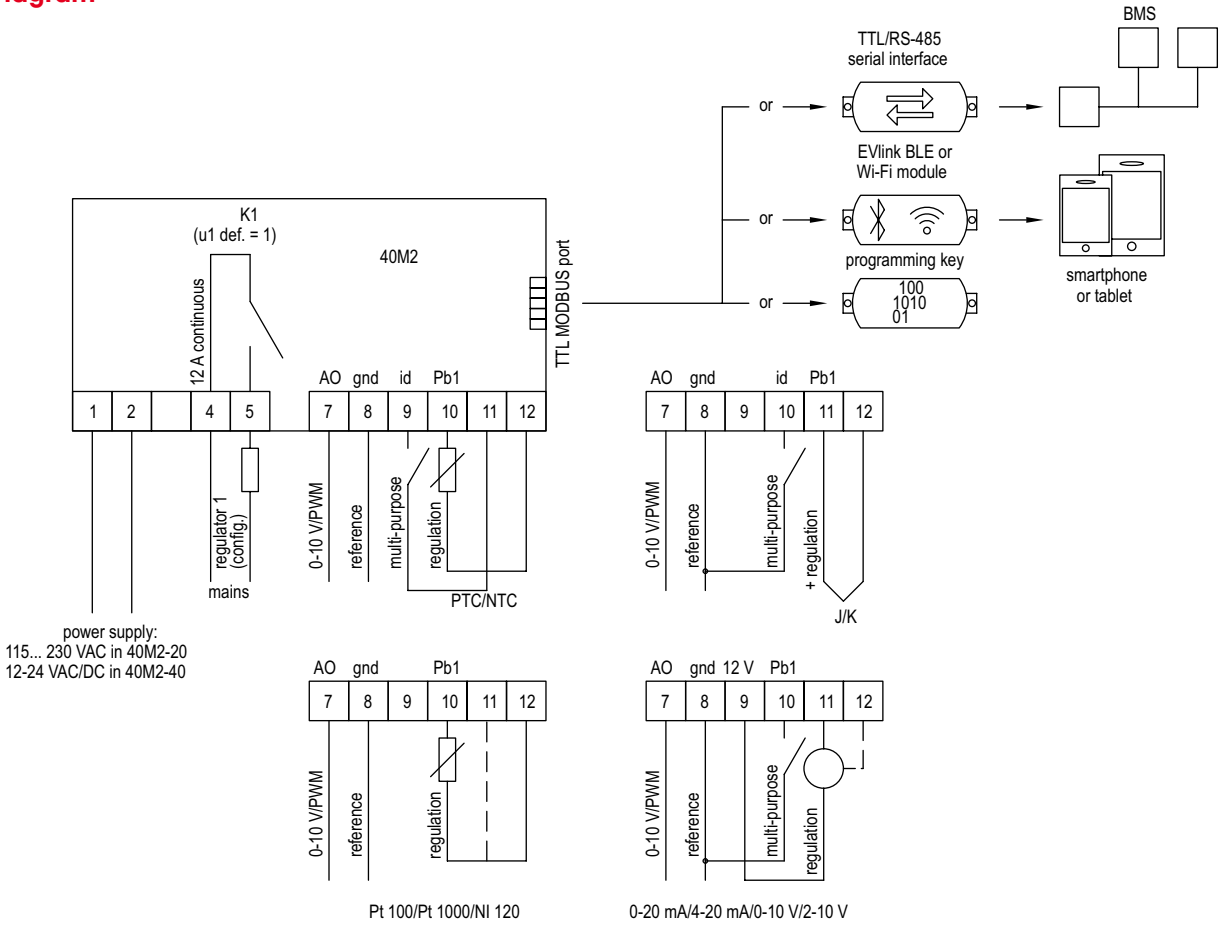 BMS
TTL/RS-485
serial interface
or
EVlink BLE or
Wi-Fi module
or
smartphone
or tablet
programming key
or
100
1010
01
K1
(u1 def. = 1)
40M2
12 A continuous
TTL MODBUS port
AO gnd id Pb1
1 2 4 5 7 8 9 10 11 12
0-10 V/PWM
reference
multi-purpose
regulation
PTC/NTC
regulator 1
(config.)
mains
power supply:
115... 230 VAC in 40M2-20
12-24 VAC/DC in 40M2-40
AO gnd id Pb1
7 8 9 10 11 12
0-10 V/PWM
reference
multi-purpose
+ regulation
J/K
AO gnd Pb1
7 8 9 10 11 12
0-10 V/PWM
reference
regulation
Pt 100/Pt 1000/NI 120
AO gnd 12 V Pb1
7 8 9 10 11 12
0-10 V/PWM
reference
multi-purpose
regulation
0-20 mA/4-20 mA/0-10 V/2-10 V